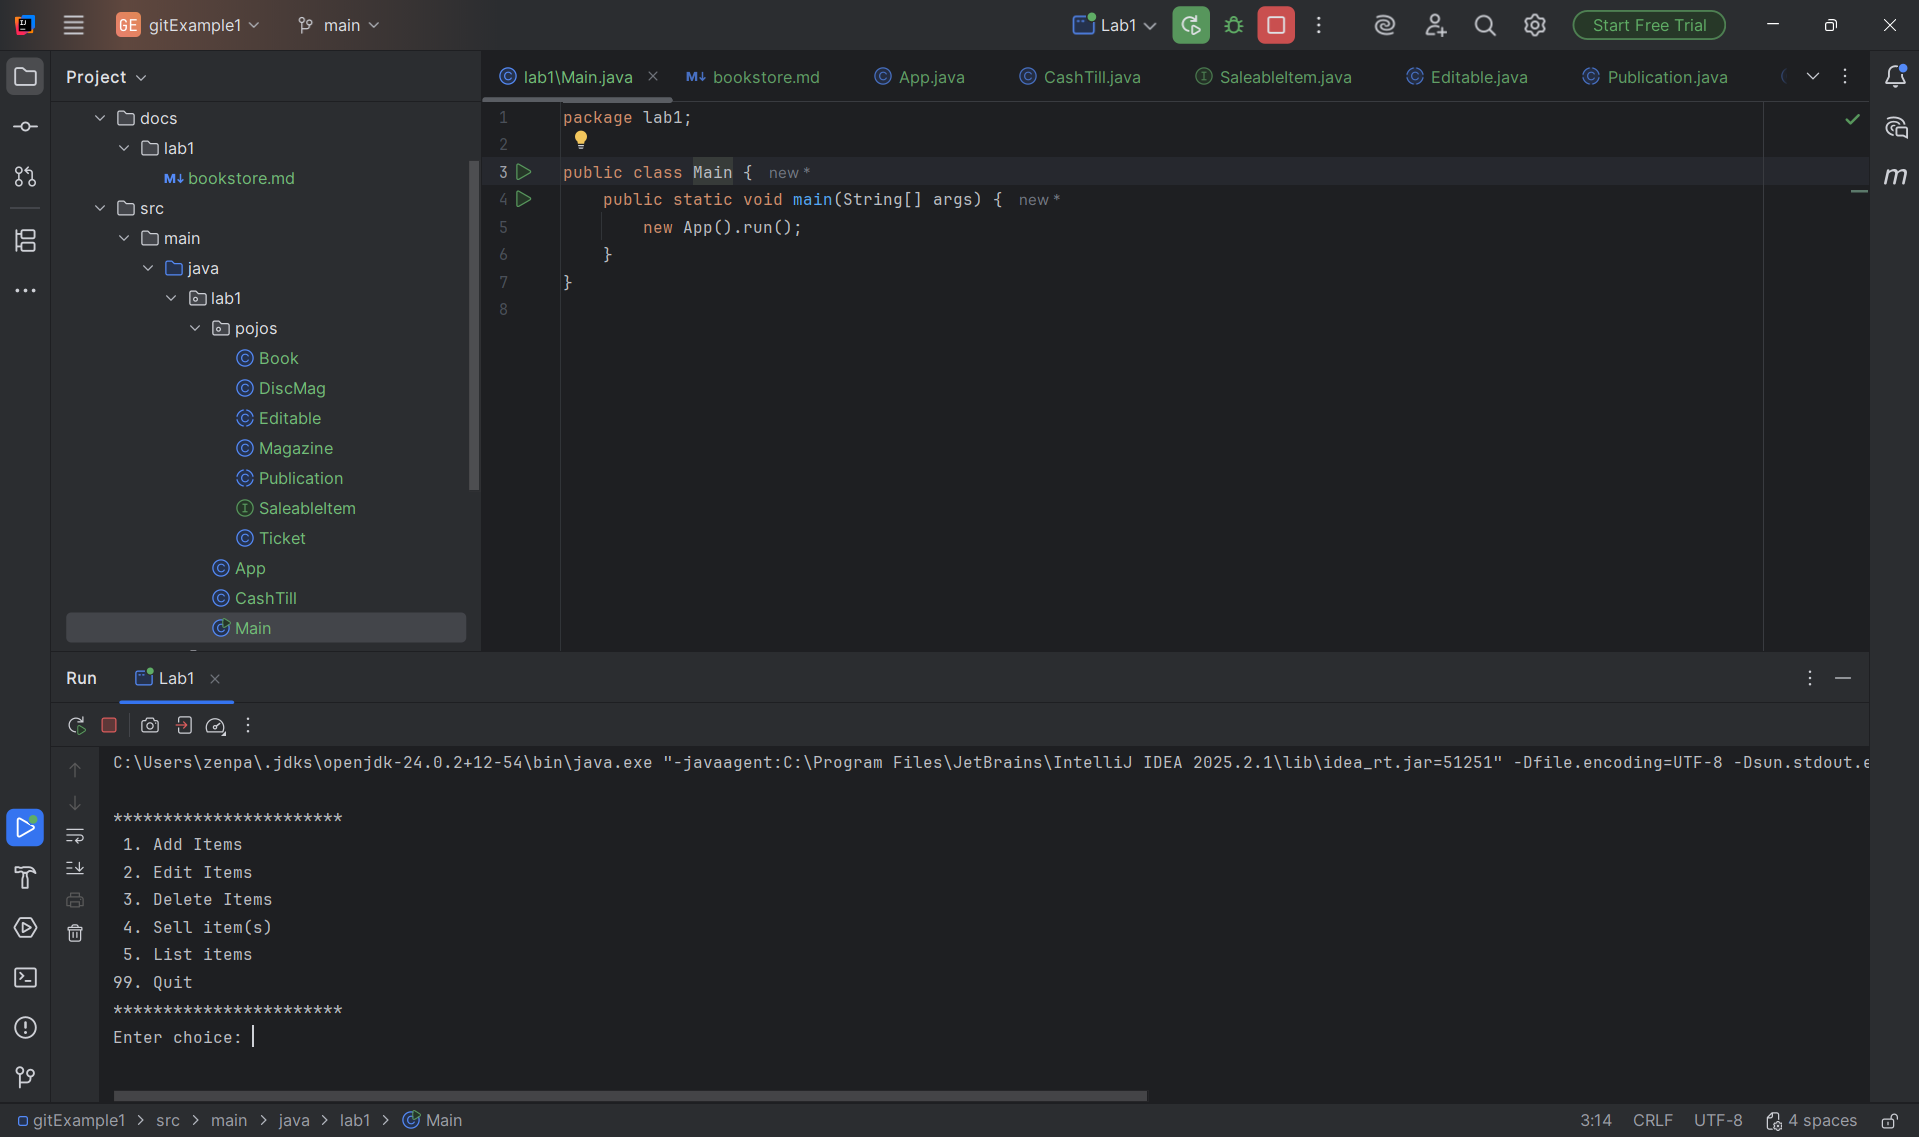 GE gitExample1 main Lab1 Start Free Trial
Project
lab1\Main.java M↓ bookstore.md App.java CashTill.java SaleableItem.java Editable.java Publication.java
docs
lab1
M↓ bookstore.md
src
main
java
lab1
pojos
Book
DiscMag
Editable
Magazine
Publication
SaleableItem
Ticket
App
CashTill
Main
1 package lab1;
2
3 public class Main { new *
4 public static void main(String[] args) { new *
5 new App().run();
6 }
7 }
8
m
Run Lab1
C:\Users\zenpa\.jdks\openjdk-24.0.2+12-54\bin\java.exe "-javaagent:C:\Program Files\JetBrains\IntelliJ IDEA 2025.2.1\lib\idea_rt.jar=51251" -Dfile.encoding=UTF-8 -Dsun.stdout.e
***********************
1. Add Items
2. Edit Items
3. Delete Items
4. Sell item(s)
5. List items
99. Quit
***********************
Enter choice:
gitExample1 > src > main > java > lab1 > Main 3:14 CRLF UTF-8 4 spaces